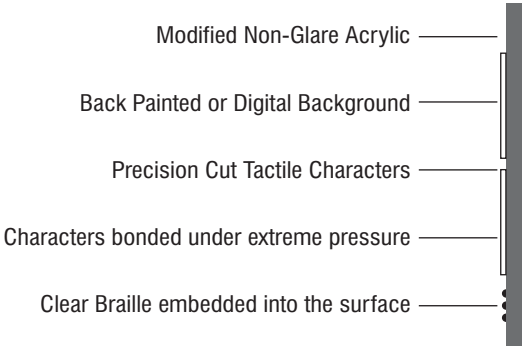 Modified Non-Glare Acrylic
Back Painted or Digital Background
Precision Cut Tactile Characters
Characters bonded under extreme pressure
Clear Braille embedded into the surface